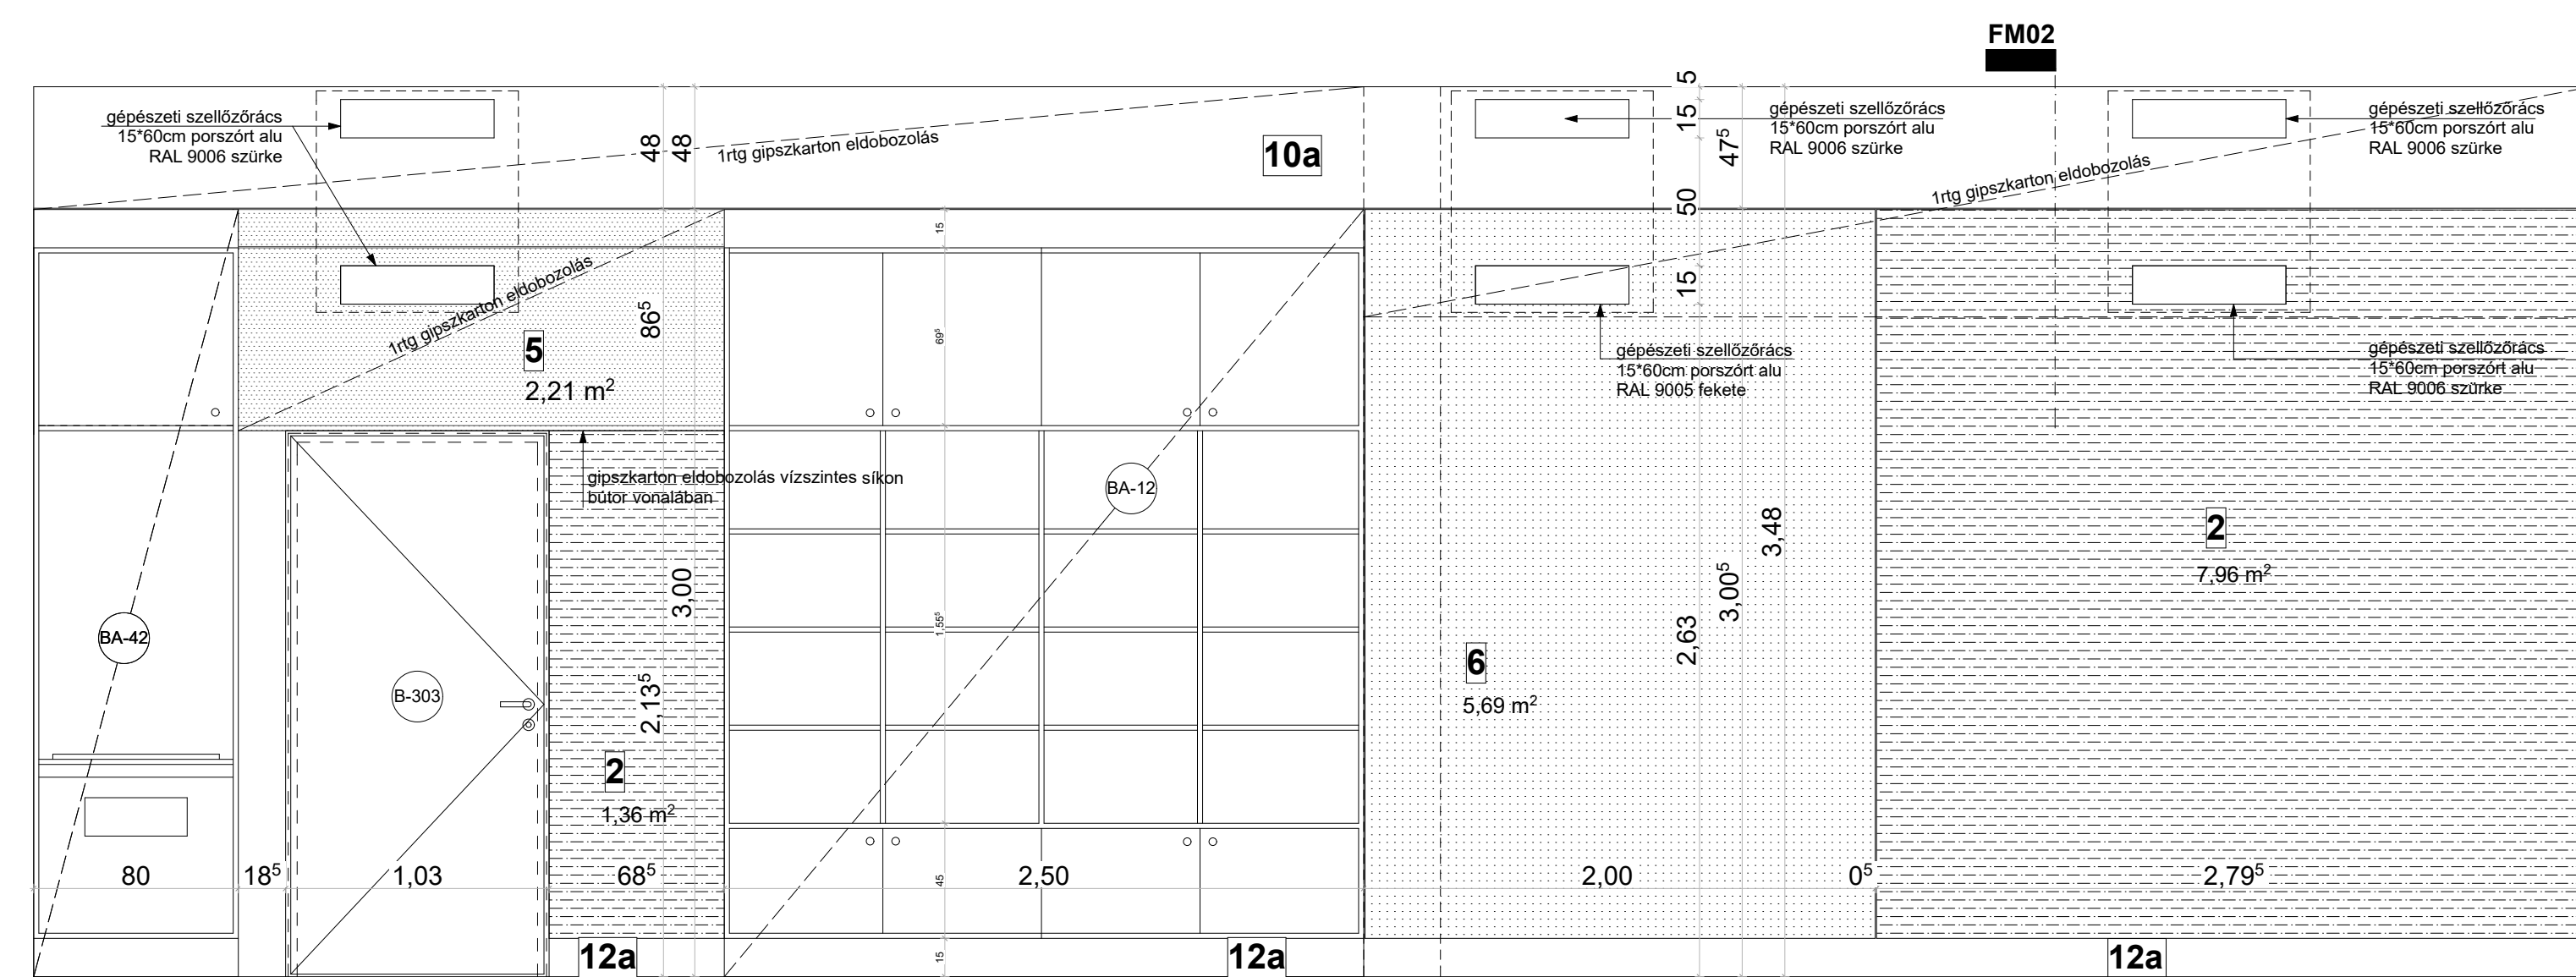 FM02
gépészeti szellőzőrács
15*60cm porszórt alu
RAL 9006 szürke
48
48
1rtg gipszkarton eldobozolás
10a
5
15
47⁵
50
15
gépészeti szellőzőrács
15*60cm porszórt alu
RAL 9006 szürke
1rtg gipszkarton eldobozolás
gépészeti szellőzőrács
15*60cm porszórt alu
RAL 9006 szürke
1rtg gipszkarton eldobozolás
86⁵
5
2,21 m²
15
69⁵
gépészeti szellőzőrács
15*60cm porszórt alu
RAL 9005 fekete
gépészeti szellőzőrács
15*60cm porszórt alu
RAL 9006 szürke
gipszkarton eldobozolás vízszintes síkon
bútor vonalában
BA-12
3,48
2
7,96 m²
3,00
3,00⁵
BA-42
1,55⁵
2,63
B-303
2,13⁵
6
5,69 m²
2
1,36 m²
80
18⁵
1,03
68⁵
45
2,50
2,00
0⁵
2,79⁵
12a
15
12a
12a